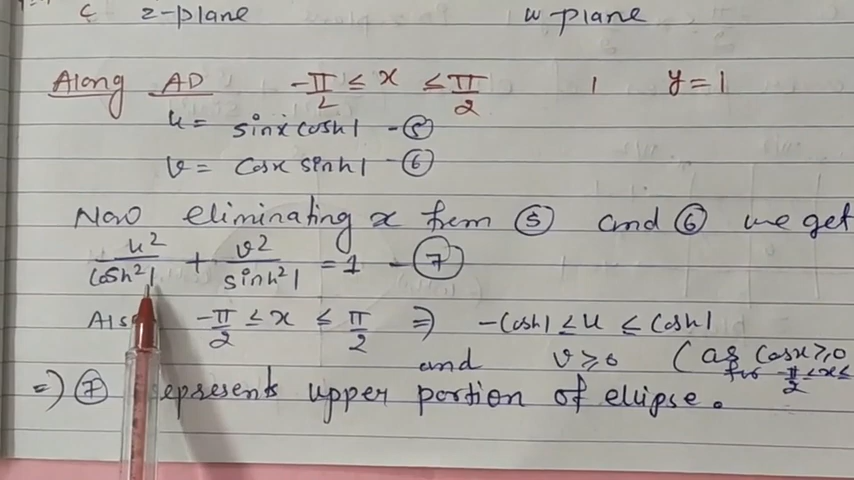 c z-plane w plane
Along AD -π/2 ≤ x ≤ π/2 , y=1
u = sinx cosh1 - ⑤
v = cosx sinh1 - ⑥
Now eliminating x from ⑤ and ⑥ we get
u²/cosh²1 + v²/sinh²1 = 1 - ⑦
Also -π/2 ≤ x ≤ π/2 ⇒ -cosh1 ≤ u ≤ cosh1
and v ≥ 0 (as cosx ≥ 0
for -π/2 ≤ x ≤
⇒ ⑦ represents upper portion of ellipse.